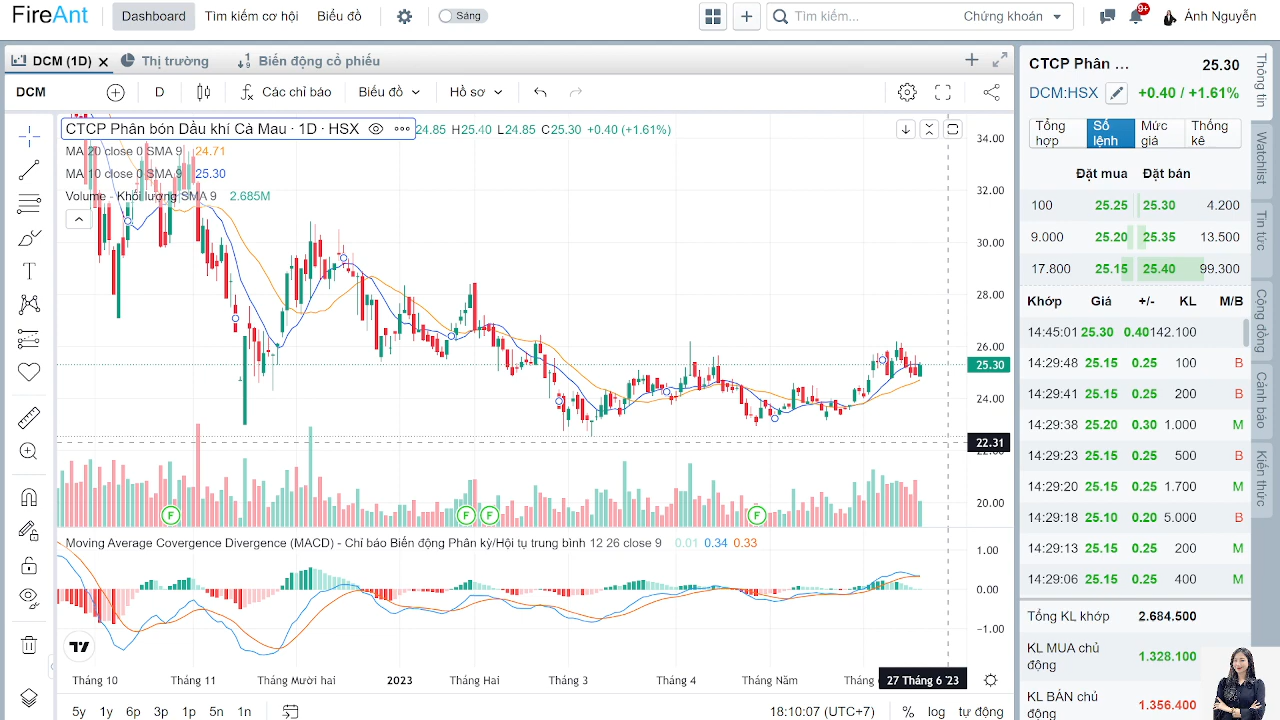 FireAnt Dashboard Tìm kiếm cơ hội Biểu đồ Sáng Tìm kiếm... Chứng khoán 9+ Ánh Nguyễn
DCM (1D) Thị trường Biến động cổ phiếu
DCM D Các chỉ báo Biểu đồ Hồ sơ
CTCP Phân bón Dầu khí Cà Mau · 1D · HSX 24.85 H25.40 L24.85 C25.30 +0.40 (+1.61%)
MA 20 close 0 SMA 9 24.71
MA 10 close 0 SMA 9 25.30
Volume - Khối lượng SMA 9 2.685M
34.00
32.00
30.00
28.00
26.00
25.30
24.00
22.31
22.00
20.00
F F F F
Moving Average Covergence Divergence (MACD) - Chỉ báo Biến động Phân kỳ/Hội tụ trung bình 12 26 close 9 0.01 0.34 0.33
1.00
0.00
−1.00
Tháng 10 Tháng 11 Tháng Mười hai 2023 Tháng Hai Tháng 3 Tháng 4 Tháng Năm Tháng 27 Tháng 6 '23
5y 1y 6p 3p 1p 5n 1n 18:10:07 (UTC+7) % log tự động
CTCP Phân ... 25.30
DCM:HSX +0.40 / +1.61%
Tổng hợp Số lệnh Mức giá Thống kê
Đặt mua Đặt bán
100 25.25 25.30 4.200
9.000 25.20 25.35 13.500
17.800 25.15 25.40 99.300
Khớp Giá +/- KL M/B
14:45:01 25.30 0.40 142.100
14:29:48 25.15 0.25 100 B
14:29:41 25.15 0.25 200 B
14:29:38 25.20 0.30 1.000 M
14:29:23 25.15 0.25 500 B
14:29:20 25.15 0.25 1.700 M
14:29:18 25.10 0.20 5.000 B
14:29:13 25.15 0.25 200 M
14:29:06 25.15 0.25 400 M
Tổng KL khớp 2.684.500
KL MUA chủ động 1.328.100
KL BÁN chủ động 1.356.400
Thông tin
Watchlist
Tin tức
Cộng đồng
Cảnh báo
Kiến thức